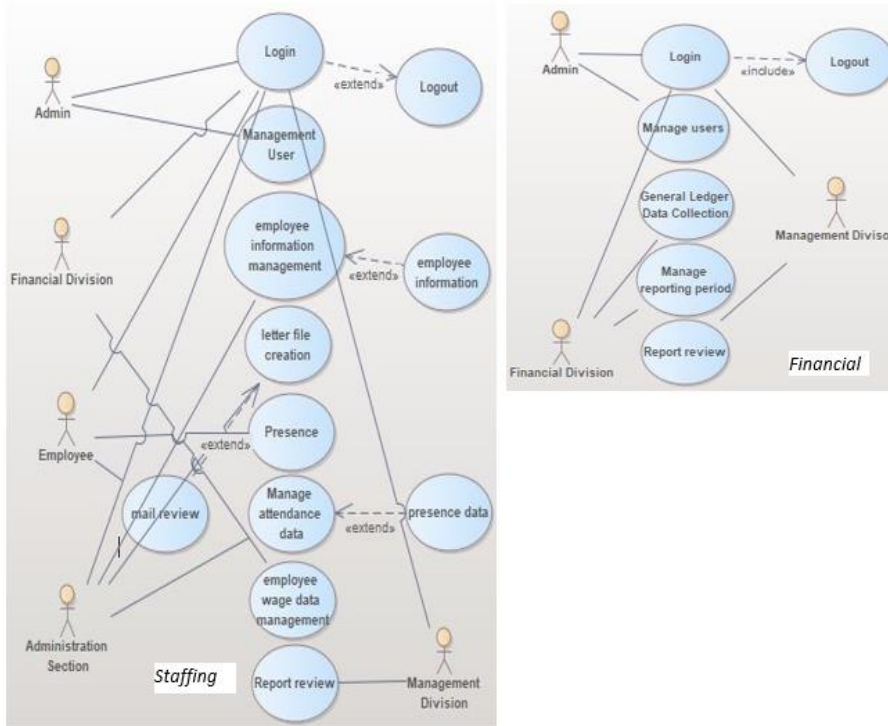 Login
«extend»
Logout
Admin
Management
User
Financial Division
employee
information
management
«extend»
employee
information
letter file
creation
Employee
«extend»
Presence
mail review
Manage
attendance
data
«extend»
presence data
employee
wage data
management
Administration
Section
Staffing
Report review
Management
Division
Admin
Login
«include»
Logout
Manage users
General Ledger
Data Collection
Management Divisor
Manage
reporting period
Financial Division
Report review
Financial